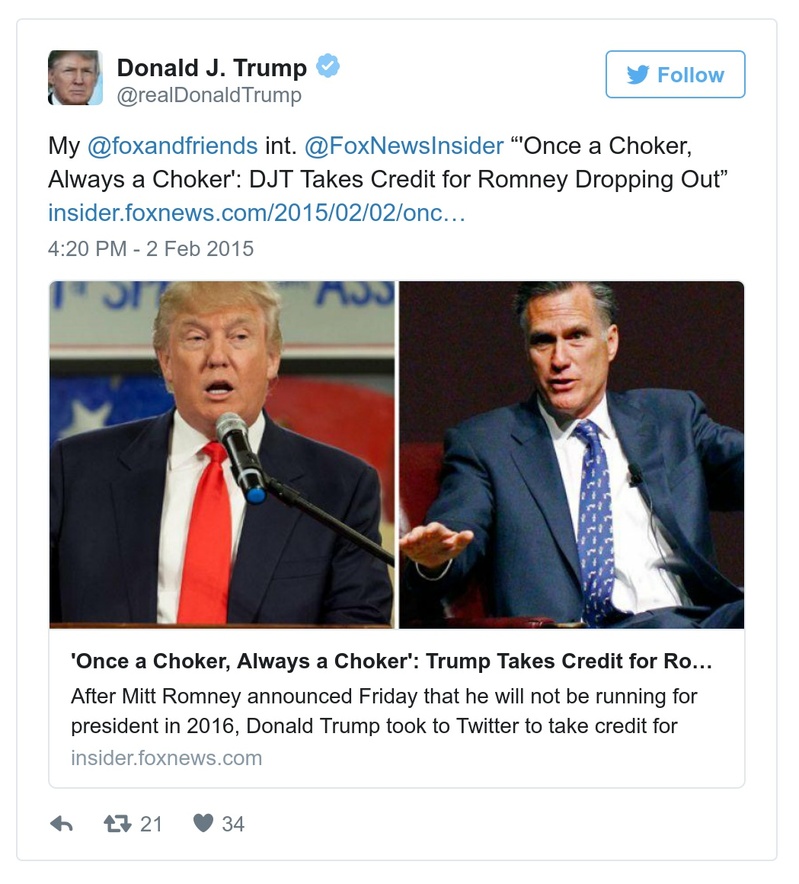 Donald J. Trump
@realDonaldTrump
Follow
My @foxandfriends int. @FoxNewsInsider “'Once a Choker,
Always a Choker': DJT Takes Credit for Romney Dropping Out”
insider.foxnews.com/2015/02/02/onc…
4:20 PM - 2 Feb 2015
'Once a Choker, Always a Choker': Trump Takes Credit for Ro…
After Mitt Romney announced Friday that he will not be running for
president in 2016, Donald Trump took to Twitter to take credit for
insider.foxnews.com
21
34